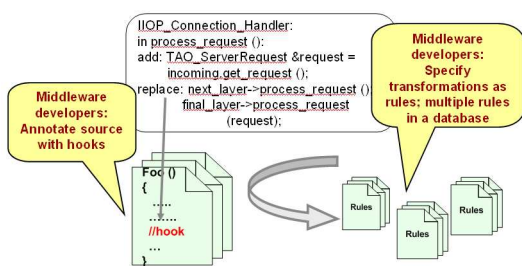 IIOP_Connection_Handler:
in process_request ():
add: TAO_ServerRequest &request =
incoming.get_request ();
replace: next_layer->process_request ()
final_layer->process_request
(request);
Middleware
developers:
Annotate source
with hooks
Middleware
developers:
Specify
transformations as
rules; multiple rules
in a database
Foo ()
{
.....
.......
//hook
...
}
Rules
Rules
Rules